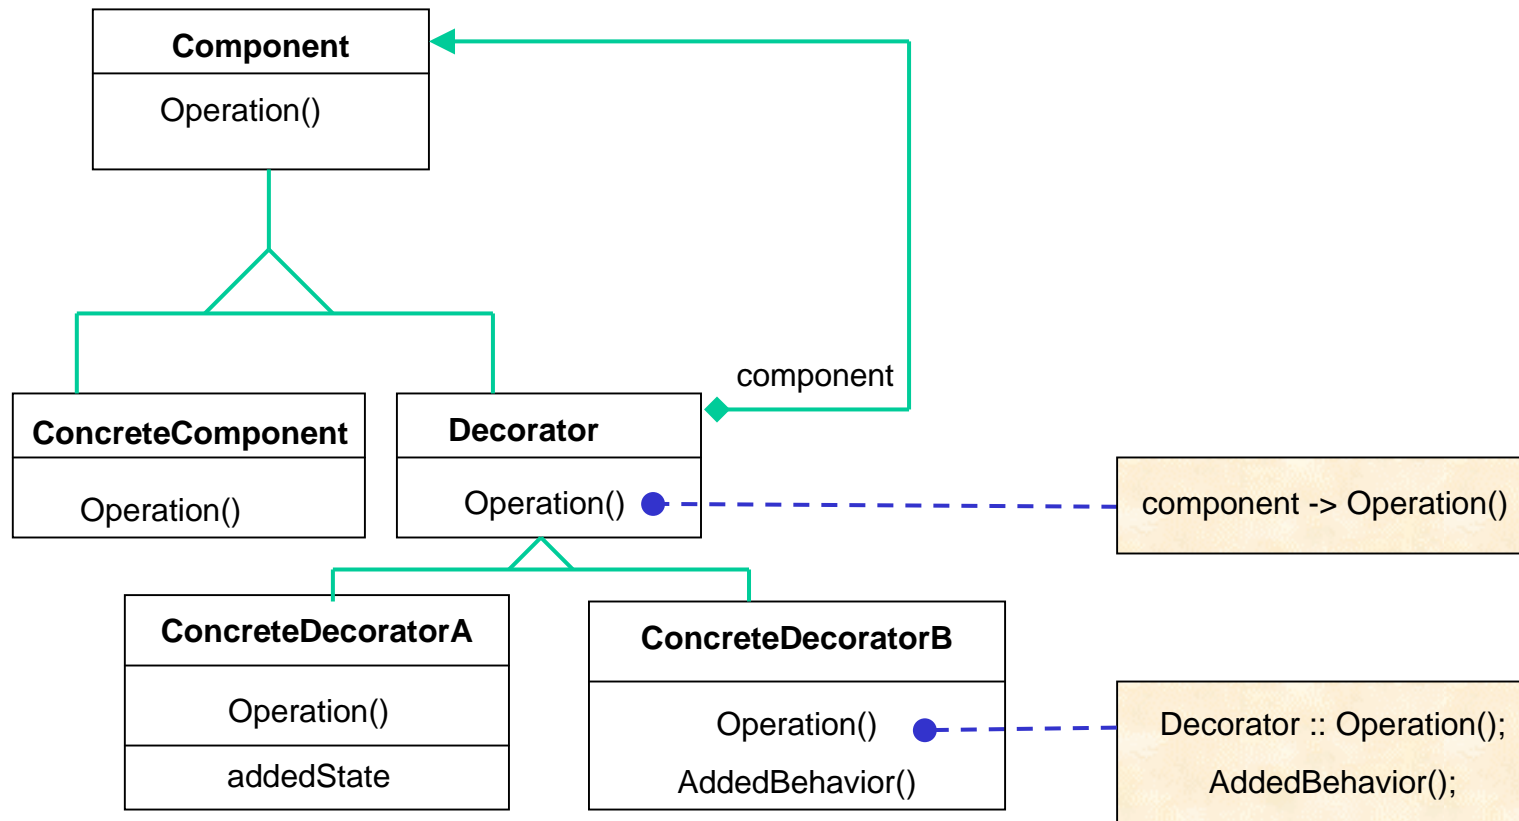 Component
Operation()
component
ConcreteComponent
Operation()
Decorator
Operation()
component -> Operation()
ConcreteDecoratorA
Operation()
addedState
ConcreteDecoratorB
Operation()
AddedBehavior()
Decorator :: Operation();
AddedBehavior();